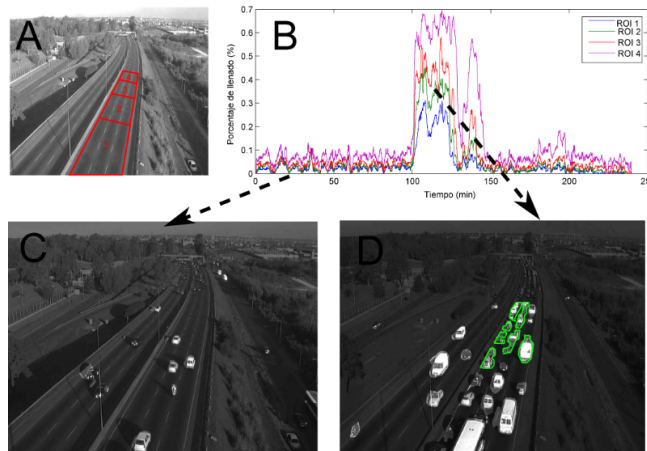 A
B
Porcentaje de llenado (%)
0.7
0.6
0.5
0.4
0.3
0.2
0.1
0
0 50 100 150 200 250
Tiempo (min)
ROI 1
ROI 2
ROI 3
ROI 4
C
D